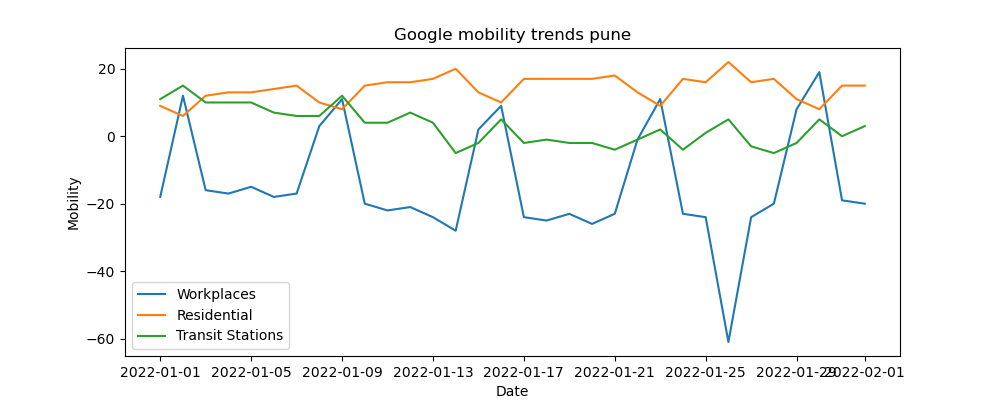 Google mobility trends pune
Mobility
20
0
−20
−40
−60
Workplaces
Residential
Transit Stations
2022-01-01 2022-01-05 2022-01-09 2022-01-13 2022-01-17 2022-01-21 2022-01-25 2022-01-29 2022-02-01
Date